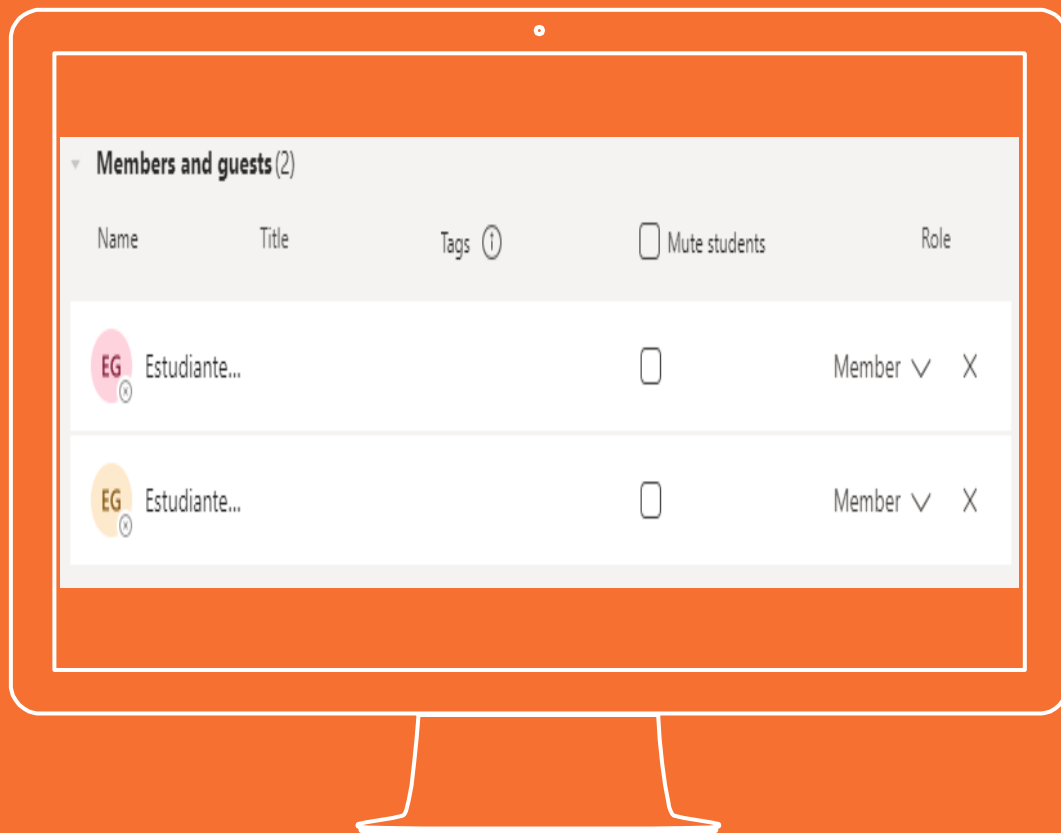 Members and guests (2)
Name Title Tags Mute students Role
EG Estudiante... Member
EG Estudiante... Member